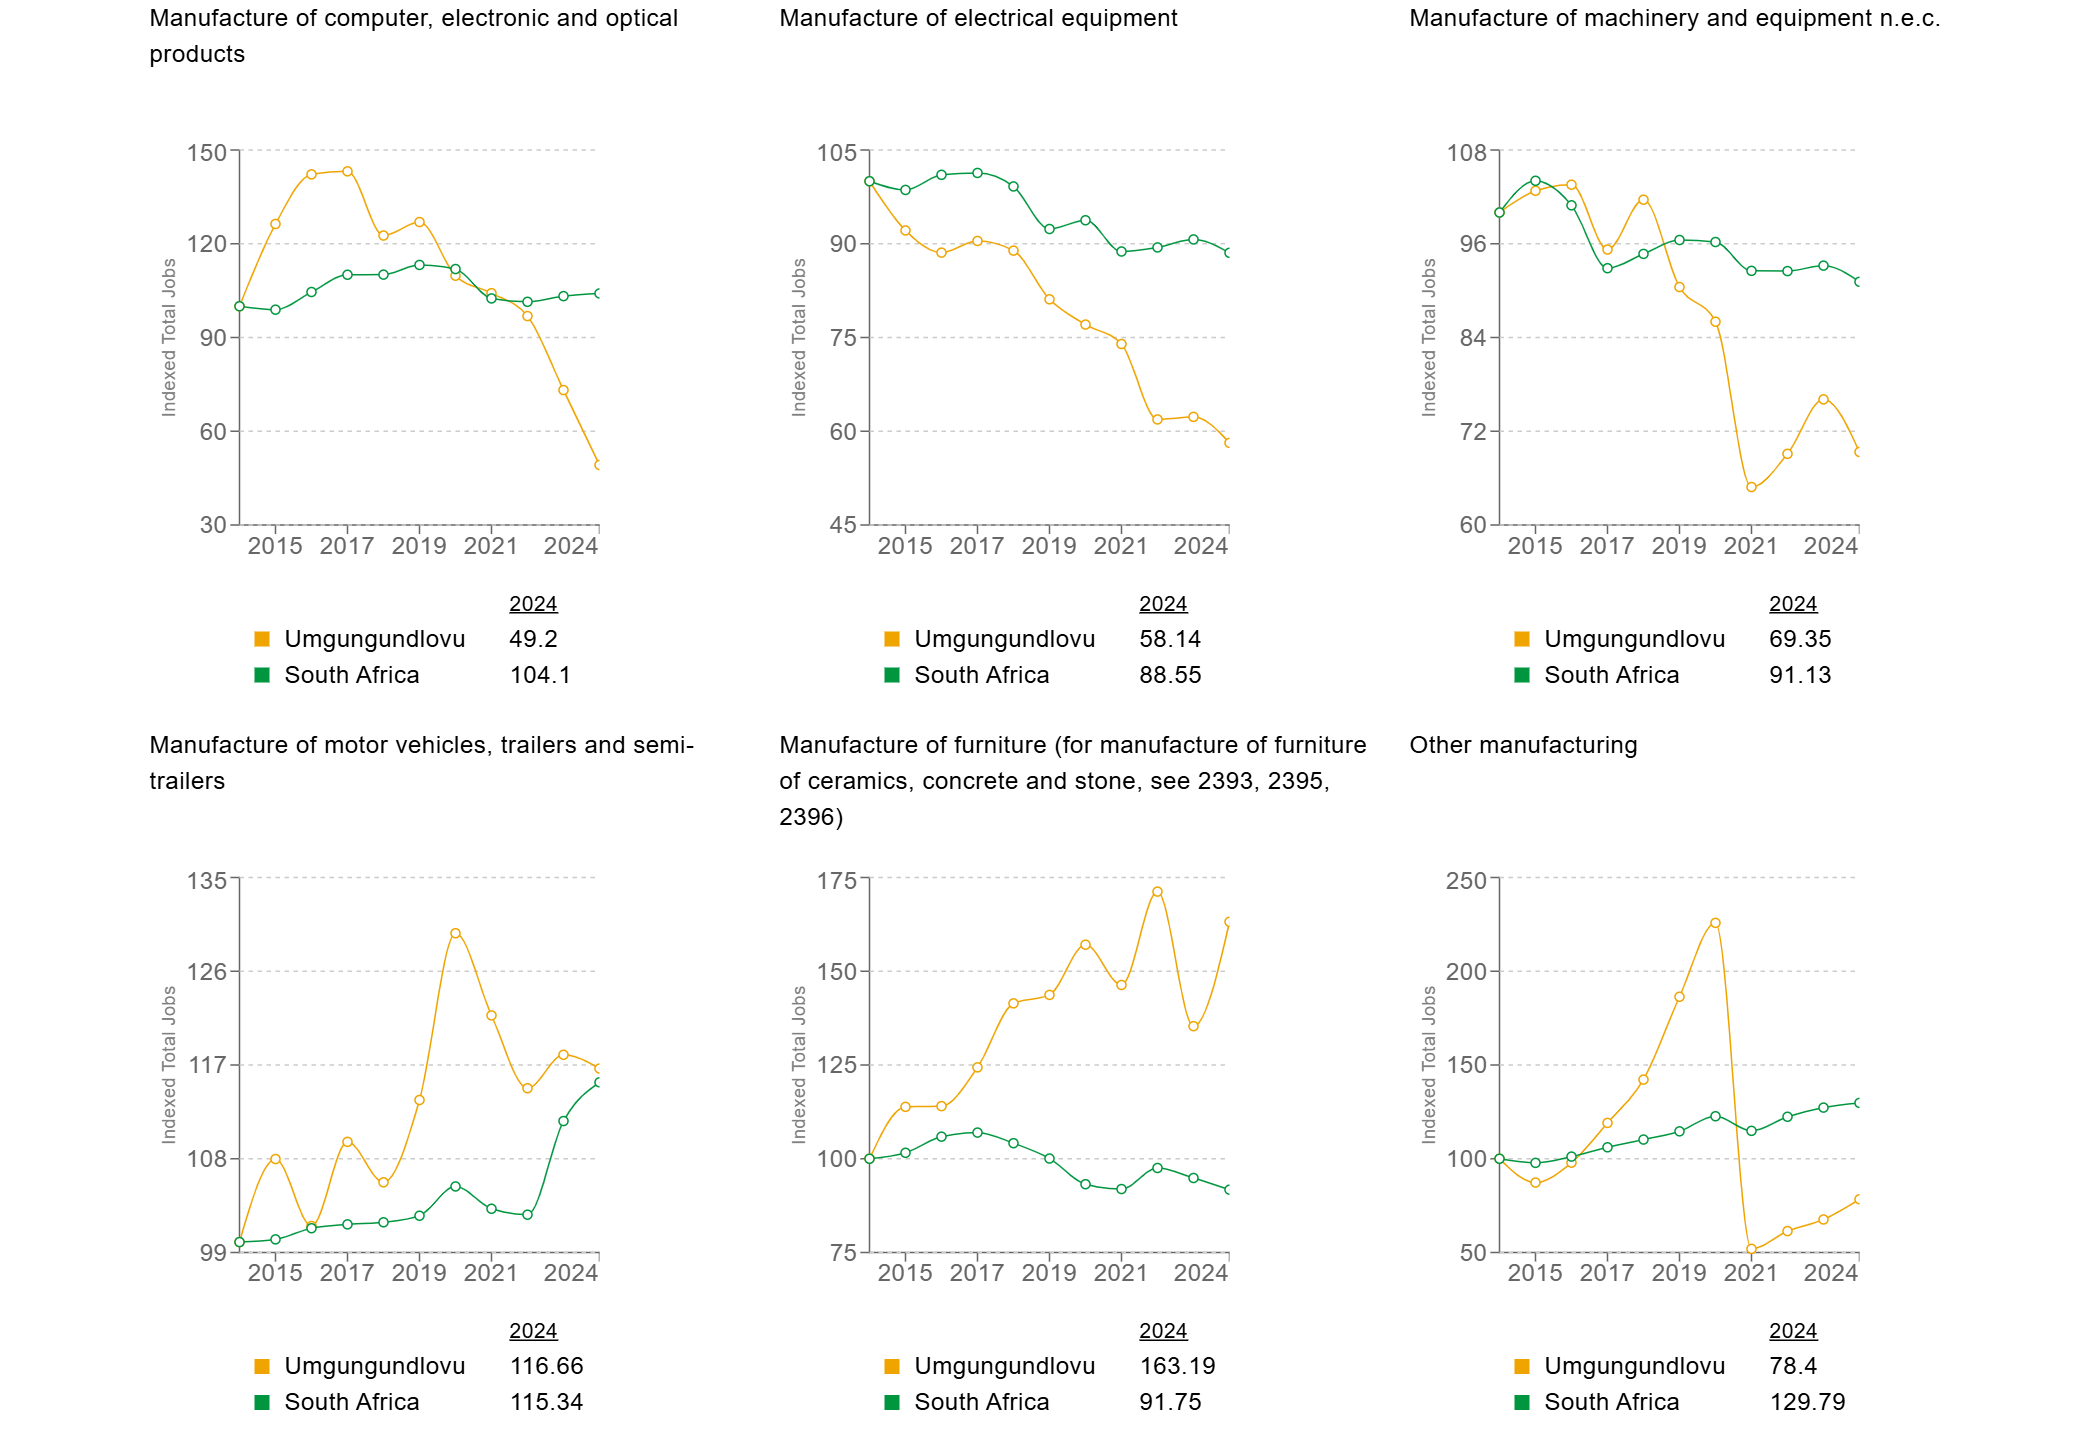 Manufacture of computer, electronic and optical
products
150
120
90
60
30
Indexed Total Jobs
2015 2017 2019 2021 2024
2024
Umgungundlovu 49.2
South Africa 104.1
Manufacture of electrical equipment
105
90
75
60
45
Indexed Total Jobs
2015 2017 2019 2021 2024
2024
Umgungundlovu 58.14
South Africa 88.55
Manufacture of machinery and equipment n.e.c.
108
96
84
72
60
Indexed Total Jobs
2015 2017 2019 2021 2024
2024
Umgungundlovu 69.35
South Africa 91.13
Manufacture of motor vehicles, trailers and semi-
trailers
135
126
117
108
99
Indexed Total Jobs
2015 2017 2019 2021 2024
2024
Umgungundlovu 116.66
South Africa 115.34
Manufacture of furniture (for manufacture of furniture
of ceramics, concrete and stone, see 2393, 2395,
2396)
175
150
125
100
75
Indexed Total Jobs
2015 2017 2019 2021 2024
2024
Umgungundlovu 163.19
South Africa 91.75
Other manufacturing
250
200
150
100
50
Indexed Total Jobs
2015 2017 2019 2021 2024
2024
Umgungundlovu 78.4
South Africa 129.79